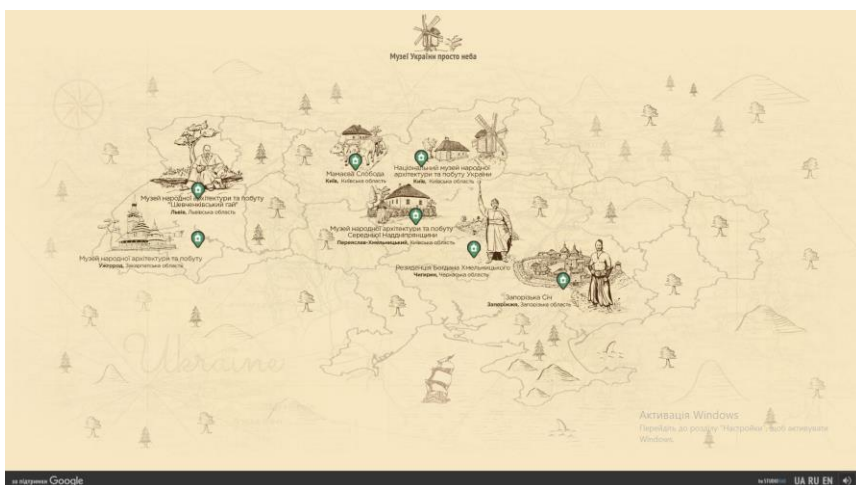 Музеї України просто неба
Мамаєва Слобода
Київ, Київська область
Національний музей народної
архітектури та побуту України
Київ, Київська область
Музей народної архітектури та побуту
"Шевченківський гай"
Львів, Львівська область
Музей народної архітектури та побуту
Середньої Наддніпрянщини
Переяслав-Хмельницький, Київська область
Музей народної архітектури та побуту
Ужгород, Закарпатська область
Резиденція Богдана Хмельницького
Чигирин, Черкаська область
Запорізька Січ
Запоріжжя, Запорізька область
Ukraine
Активація Windows
Перейдіть до розділу "Настройки", щоб активувати
Windows.
за підтримки Google
UA RU EN